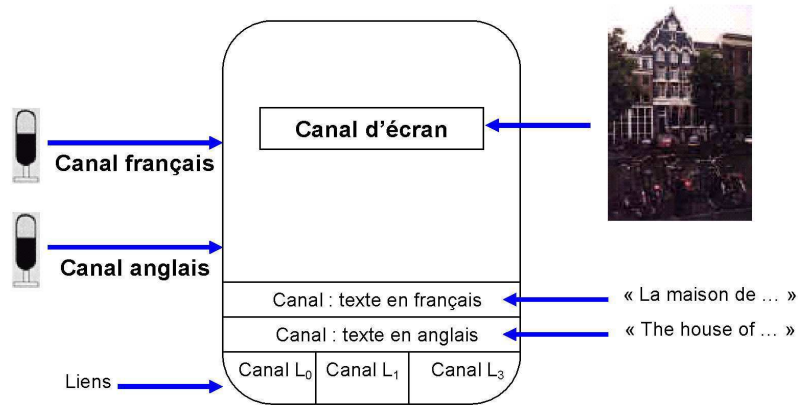 Canal d'écran
Canal français
Canal anglais
Canal : texte en français
« La maison de … »
Canal : texte en anglais
« The house of … »
Liens
Canal L₀
Canal L₁
Canal L₃